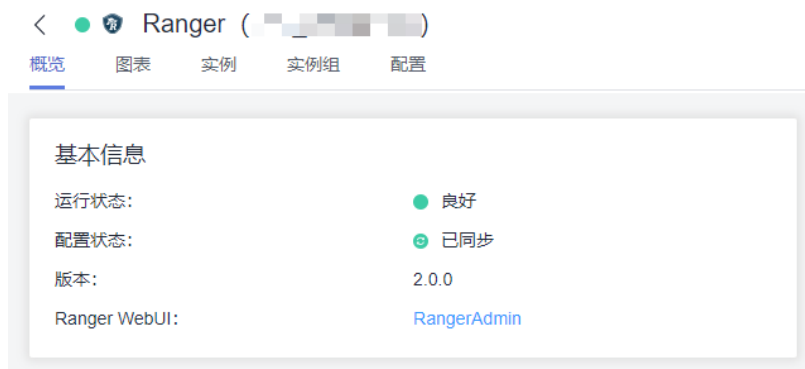 Ranger ( _ )
概览 图表 实例 实例组 配置
基本信息
运行状态： 良好
配置状态： 已同步
版本： 2.0.0
Ranger WebUI： RangerAdmin